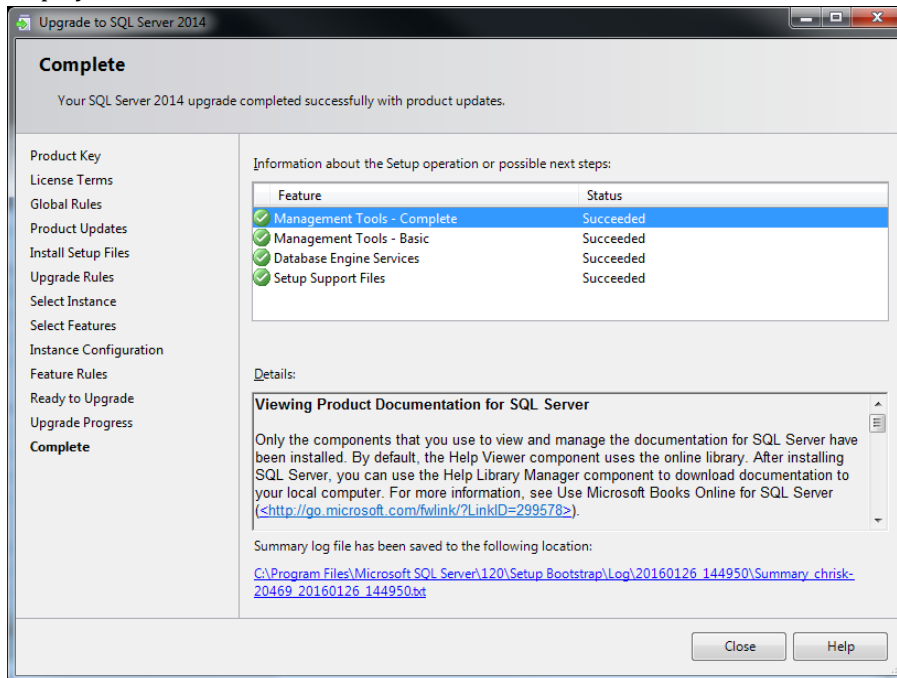 Upgrade to SQL Server 2014
Complete
Your SQL Server 2014 upgrade completed successfully with product updates.
Product Key
License Terms
Global Rules
Product Updates
Install Setup Files
Upgrade Rules
Select Instance
Select Features
Instance Configuration
Feature Rules
Ready to Upgrade
Upgrade Progress
Complete
Information about the Setup operation or possible next steps:
Feature Status
Management Tools - Complete Succeeded
Management Tools - Basic Succeeded
Database Engine Services Succeeded
Setup Support Files Succeeded
Details:
Viewing Product Documentation for SQL Server
Only the components that you use to view and manage the documentation for SQL Server have
been installed. By default, the Help Viewer component uses the online library. After installing
SQL Server, you can use the Help Library Manager component to download documentation to
your local computer. For more information, see Use Microsoft Books Online for SQL Server
(<http://go.microsoft.com/fwlink/?LinkID=299578>).
Summary log file has been saved to the following location:
C:\Program Files\Microsoft SQL Server\120\Setup Bootstrap\Log\20160126_144950\Summary_chrisk-
20469_20160126_144950.txt
Close Help